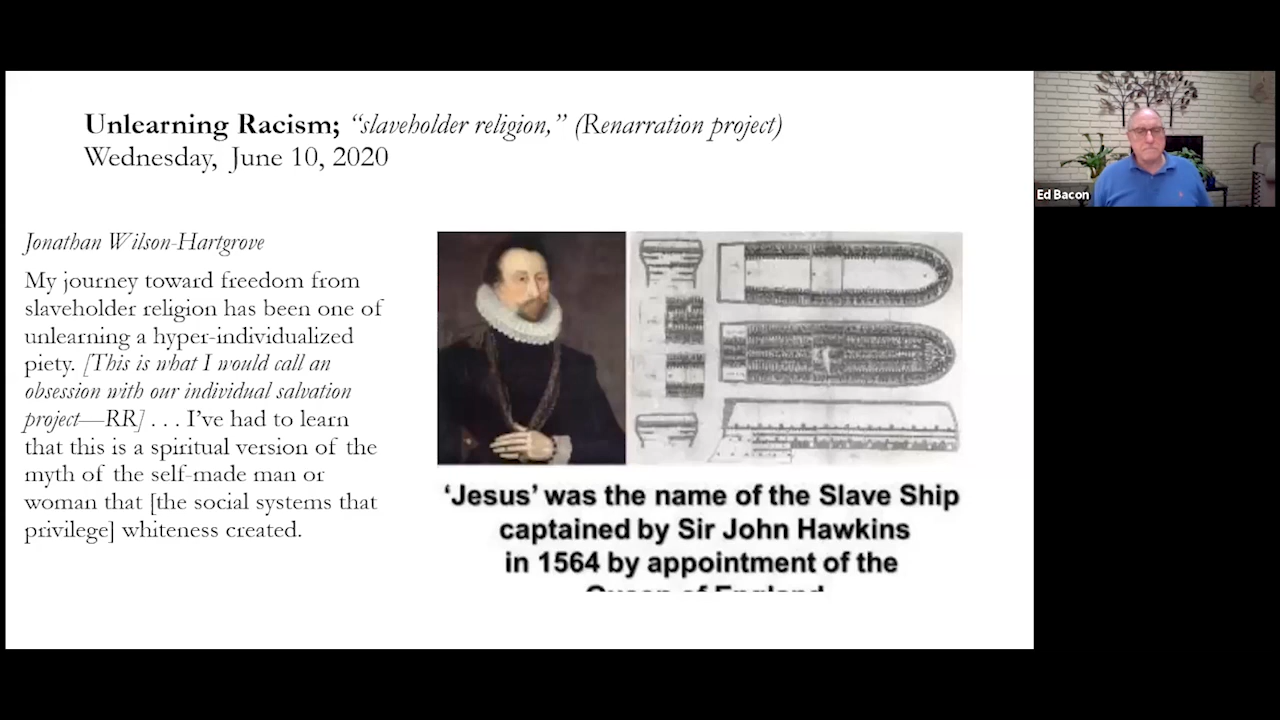 Unlearning Racism; “slaveholder religion,” (Renarration project)
Wednesday, June 10, 2020
Jonathan Wilson-Hartgrove
My journey toward freedom from
slaveholder religion has been one of
unlearning a hyper-individualized
piety. [This is what I would call an
obsession with our individual salvation
project—RR] . . . I’ve had to learn
that this is a spiritual version of the
myth of the self-made man or
woman that [the social systems that
privilege] whiteness created.
‘Jesus’ was the name of the Slave Ship
captained by Sir John Hawkins
in 1564 by appointment of the
Queen of England
Ed Bacon